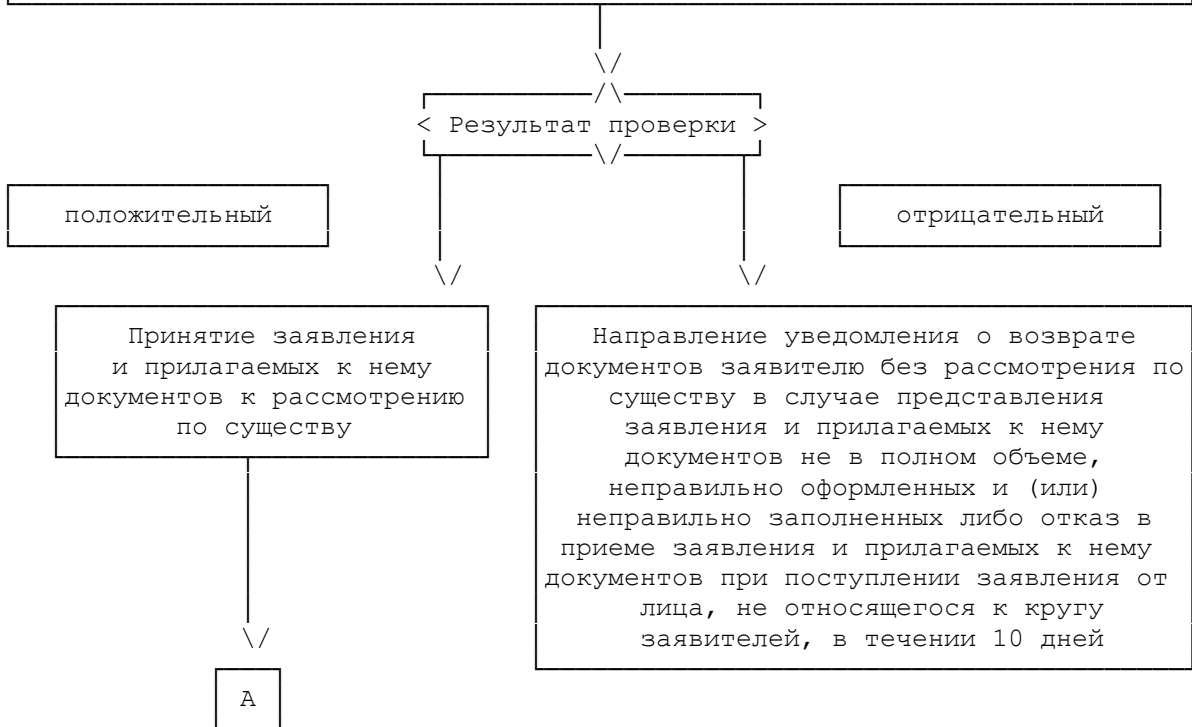 Результат проверки
положительный
отрицательный
Принятие заявления
и прилагаемых к нему
документов к рассмотрению
по существу
Направление уведомления о возврате
документов заявителю без рассмотрения по
существу в случае представления
заявления и прилагаемых к нему
документов не в полном объеме,
неправильно оформленных и (или)
неправильно заполненных либо отказ в
приеме заявления и прилагаемых к нему
документов при поступлении заявления от
лица, не относящегося к кругу
заявителей, в течении 10 дней
А